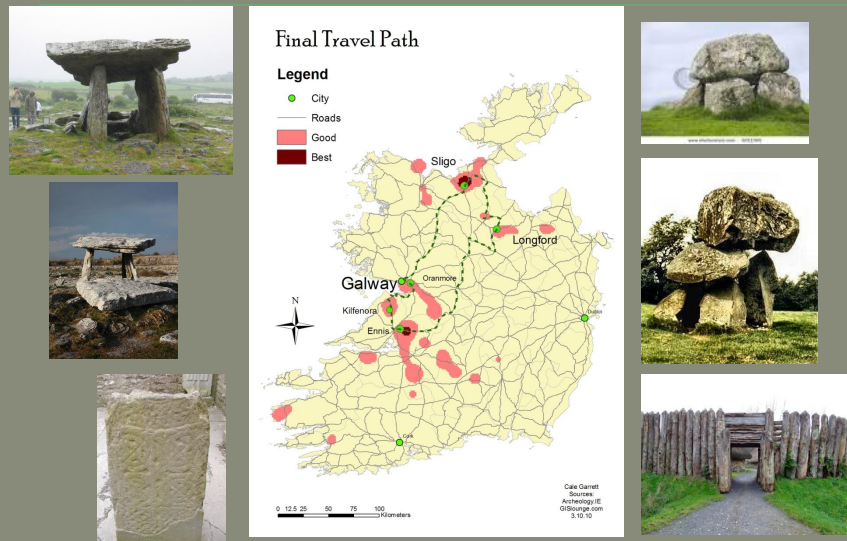 Final Travel Path
Legend
City
Roads
Good
Best
Sligo
Longford
Galway
Oranmore
Kilfenora
Ennis
Dublin
Cork
N
0 12.5 25 50 75 100
Kilometers
Cale Garrett
Sources:
Archeology.IE
GISlounge.com
3.10.10